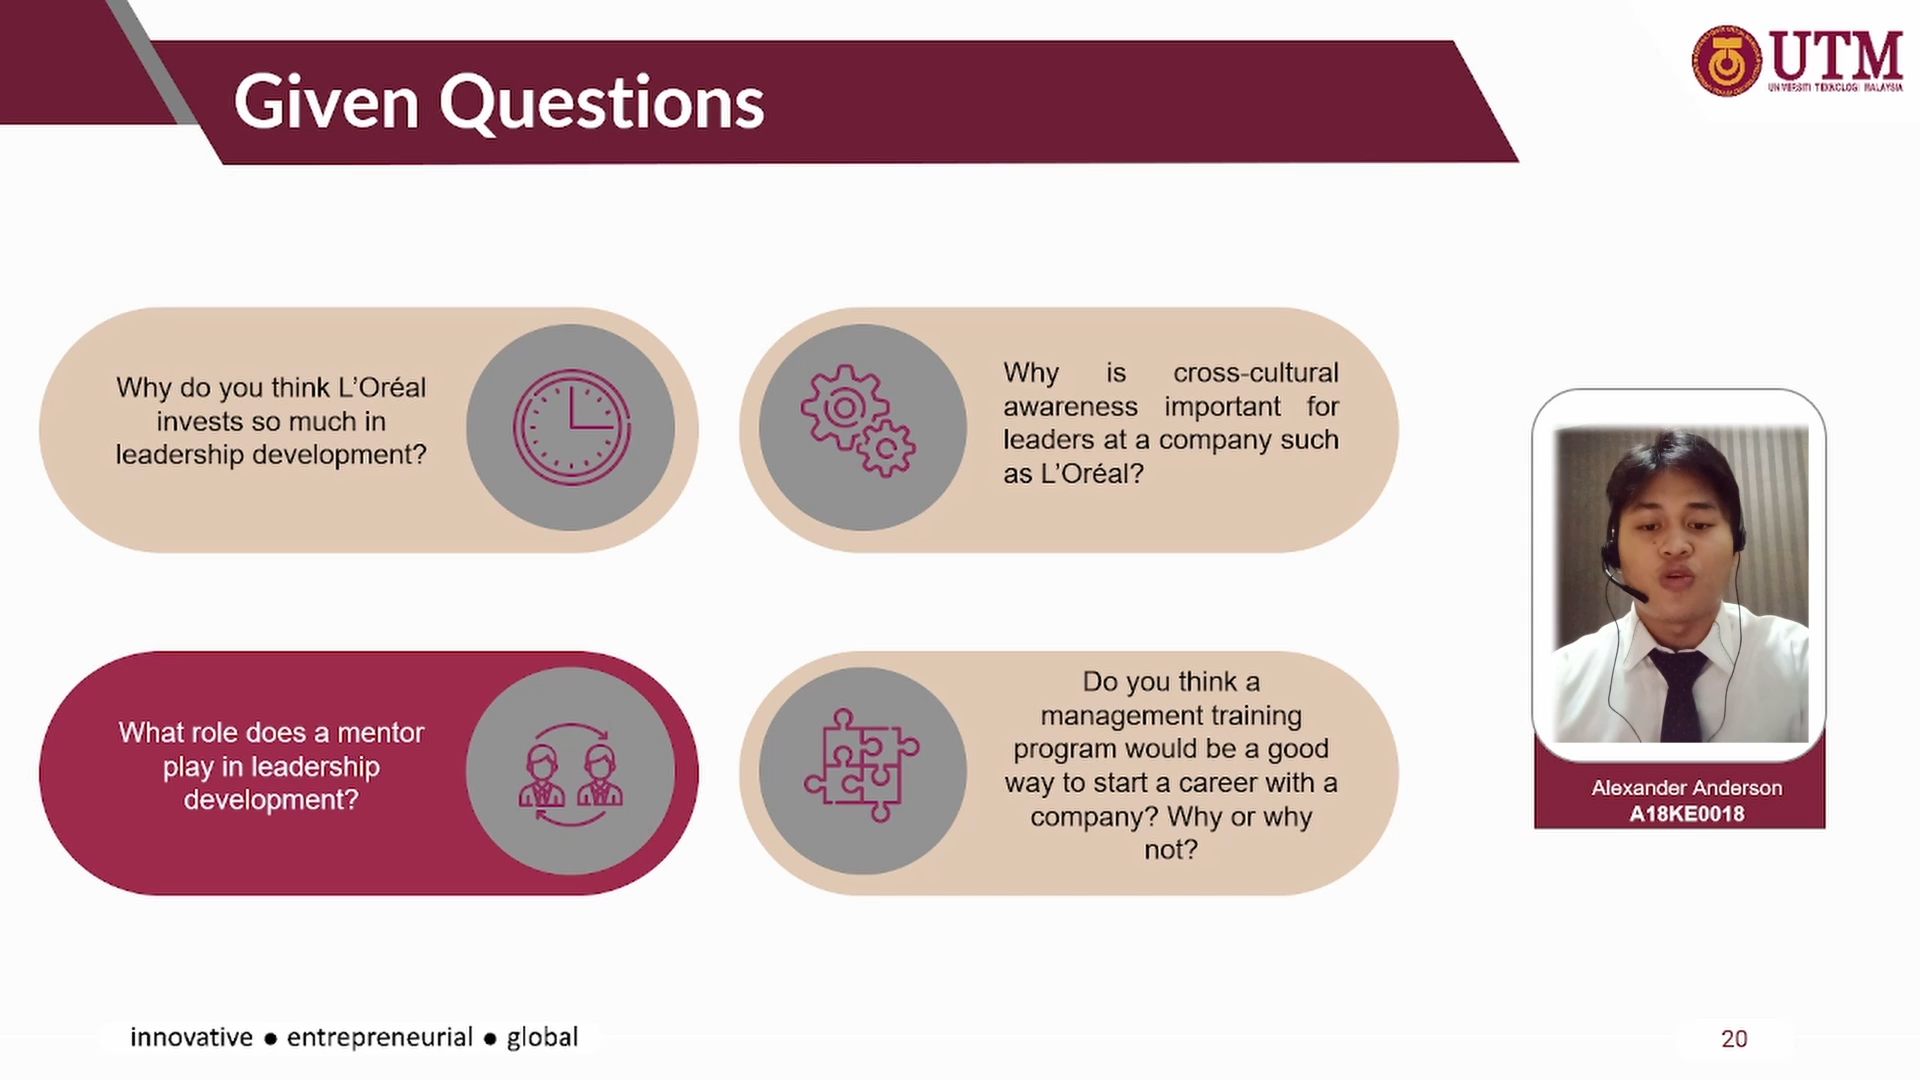 Given Questions
UTM
UNIVERSITI TEKNOLOGI MALAYSIA
Why do you think L’Oréal
invests so much in
leadership development?
Why is cross-cultural
awareness important for
leaders at a company such
as L’Oréal?
What role does a mentor
play in leadership
development?
Do you think a
management training
program would be a good
way to start a career with a
company? Why or why
not?
Alexander Anderson
A18KE0018
innovative ● entrepreneurial ● global
20